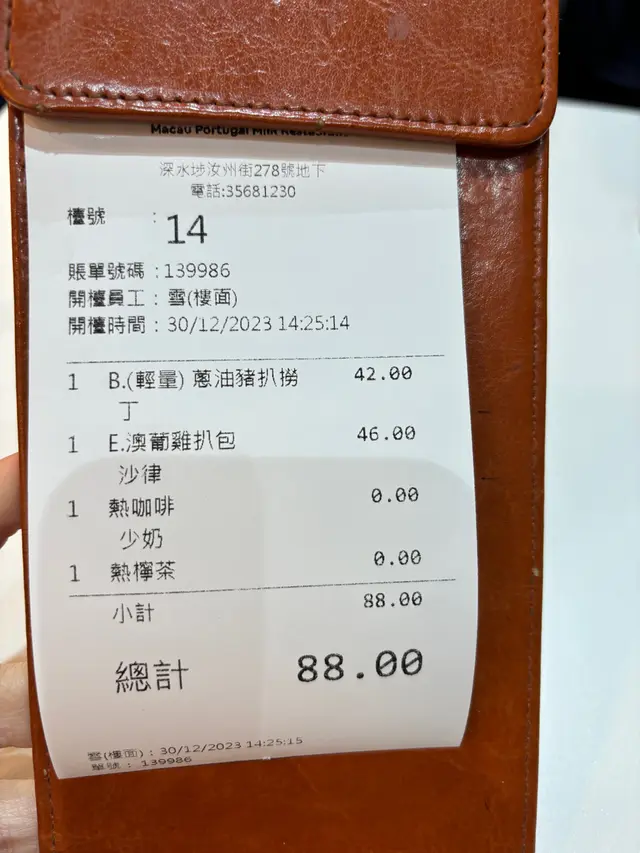 Macau Portugal Milk Restaurant
深水埗汝州街278號地下
電話:35681230
檯號 : 14
賬單號碼 : 139986
開檯員工 : 雪(樓面)
開檯時間 : 30/12/2023 14:25:14
1 B.(輕量) 蔥油豬扒撈丁 42.00
1 E.澳葡雞扒包 46.00
沙律
1 熱咖啡 0.00
少奶
1 熱檸茶 0.00
小計 88.00
總計 88.00
雪(樓面) : 30/12/2023 14:25:15
單號 : 139986